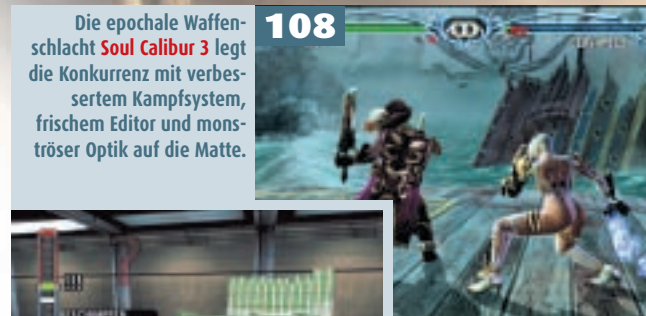 Die epochale Waffen-
schlacht Soul Calibur 3 legt
die Konkurrenz mit verbes-
sertem Kampfsystem,
frischem Editor und mons-
tröser Optik auf die Matte.
108